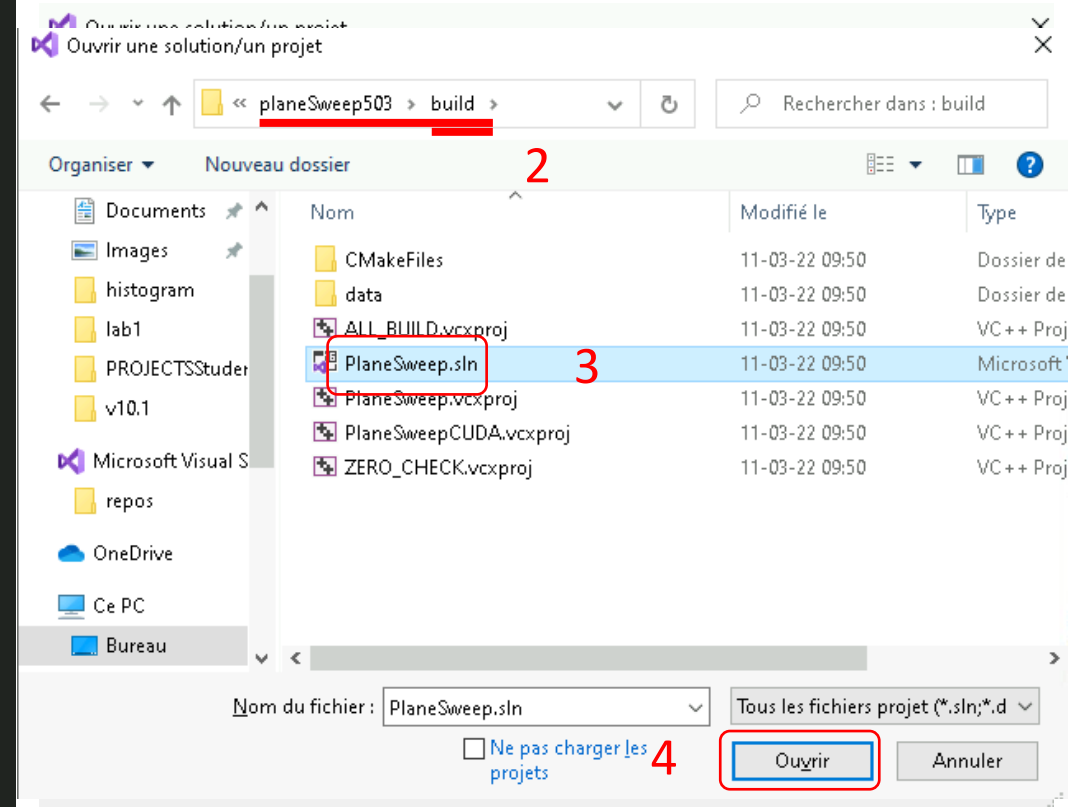 Ouvrir une solution/un projet
Ouvrir une solution/un projet
« planeSweep503 > build >
Rechercher dans : build
Organiser
Nouveau dossier
2
Documents
Images
histogram
lab1
PROJECTSStuder
v10.1
Microsoft Visual S
repos
OneDrive
Ce PC
Bureau
Nom Modifié le Type
CMakeFiles 11-03-22 09:50 Dossier de
data 11-03-22 09:50 Dossier de
ALL_BUILD.vcxproj 11-03-22 09:50 VC++ Proj
PlaneSweep.sln 3 11-03-22 09:50 Microsoft
PlaneSweep.vcxproj 11-03-22 09:50 VC++ Proj
PlaneSweepCUDA.vcxproj 11-03-22 09:50 VC++ Proj
ZERO_CHECK.vcxproj 11-03-22 09:50 VC++ Proj
Nom du fichier : PlaneSweep.sln
Tous les fichiers projet (*.sln;*.d
Ne pas charger les
projets
4
Ouvrir
Annuler